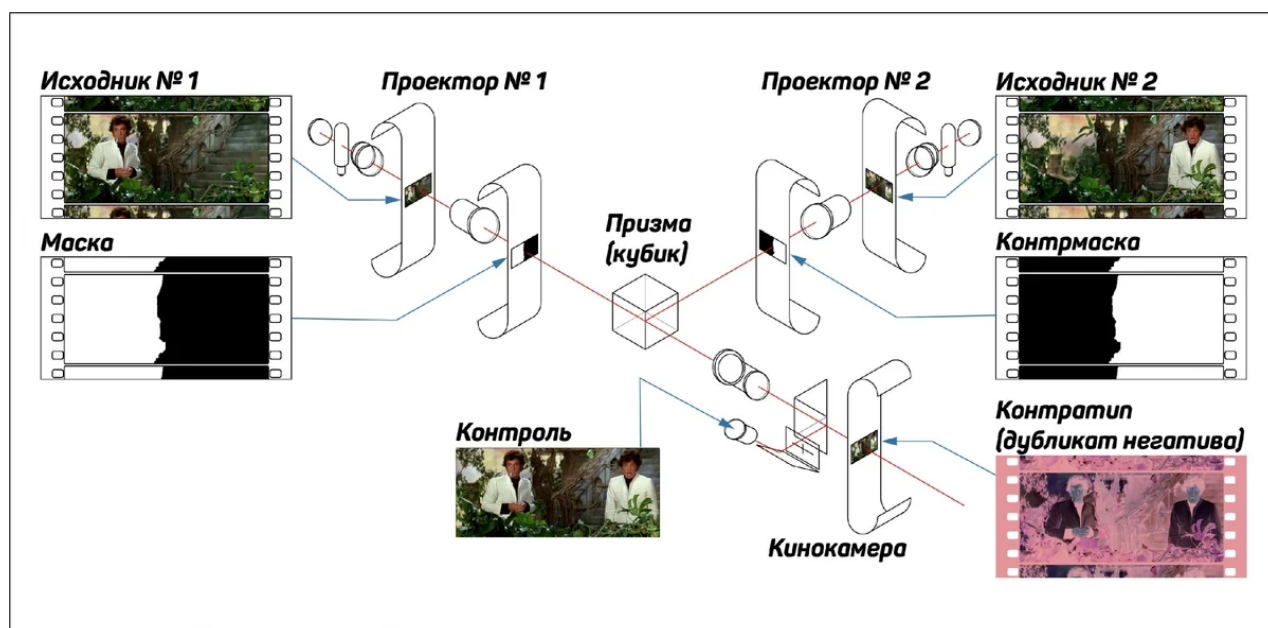 Исходник № 1
Проектор № 1
Проектор № 2
Исходник № 2
Маска
Призма
(кубик)
Контрмаска
Контроль
Контратип
(дубликат негатива)
Кинокамера